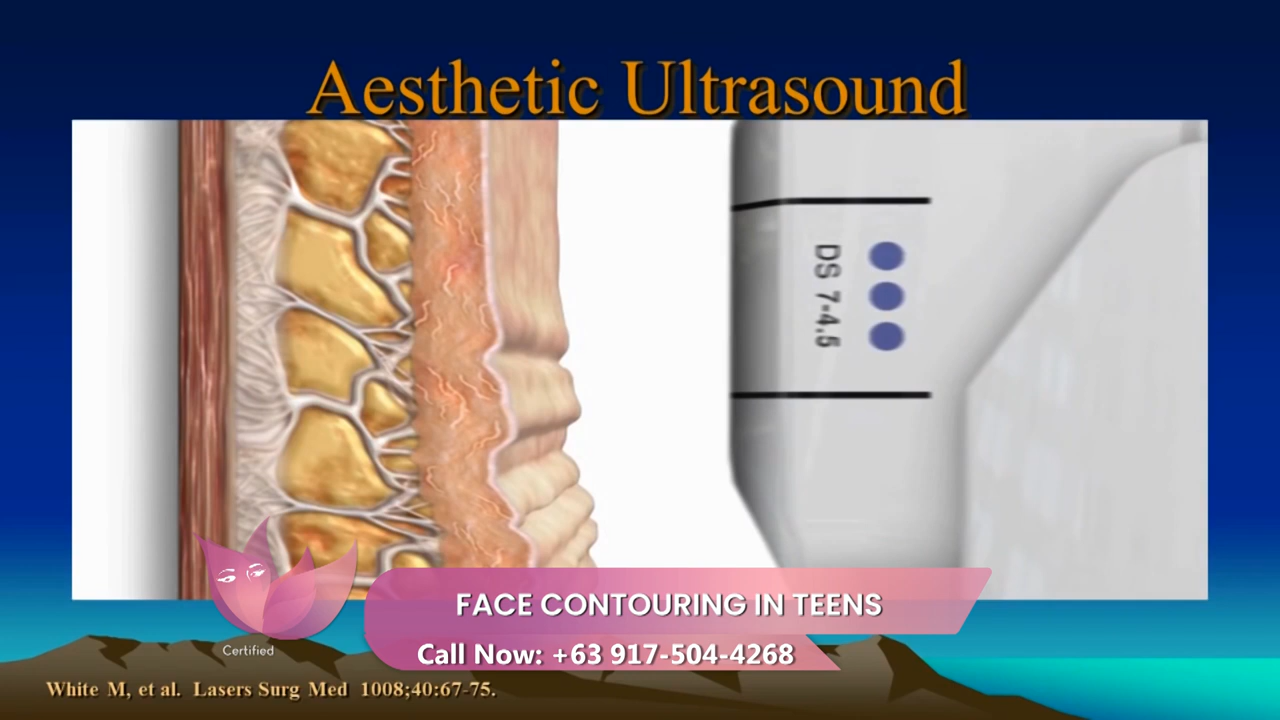 Aesthetic Ultrasound
DS 7-4.5
FACE CONTOURING IN TEENS
Certified
Call Now: +63 917-504-4268
White M, et al. Lasers Surg Med 1008;40:67-75.